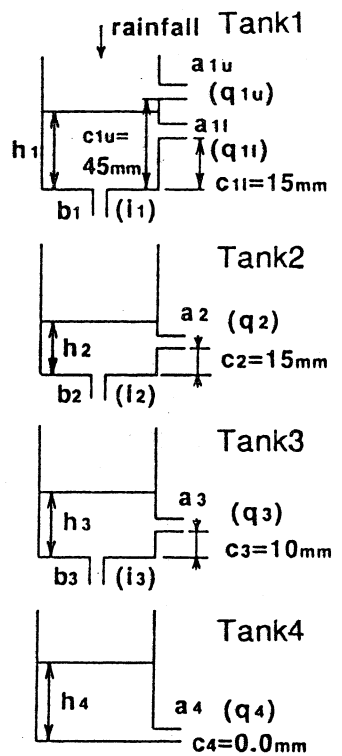 rainfall Tank1
a1u
(q1u)
c1u=
45mm
a1l
(q1l)
h1
c1l=15mm
b1 (i1)
Tank2
a2 (q2)
h2
c2=15mm
b2 (i2)
Tank3
a3
(q3)
h3
c3=10mm
b3 (i3)
Tank4
h4
a4 (q4)
c4=0.0mm